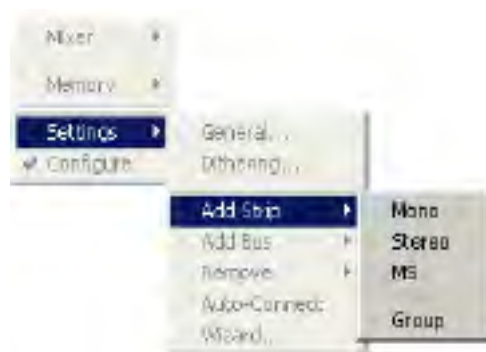 Mixer
Memory
Settings
Configure
General...
Dithering...
Add Strip
Add Bus
Remove
Auto-Connect
Wizard...
Mono
Stereo
MS
Group